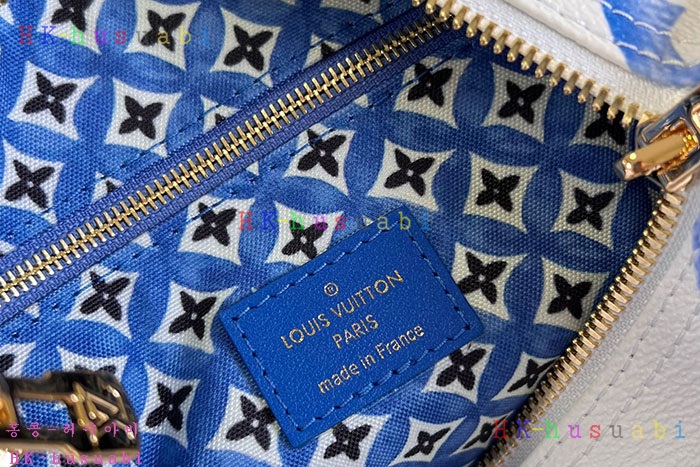 HK-husuabi
HK-husuabi
®
LOUIS VUITTON
PARIS
made in France
홍콩-허수아비
HK-husuabi
HK Husuabi